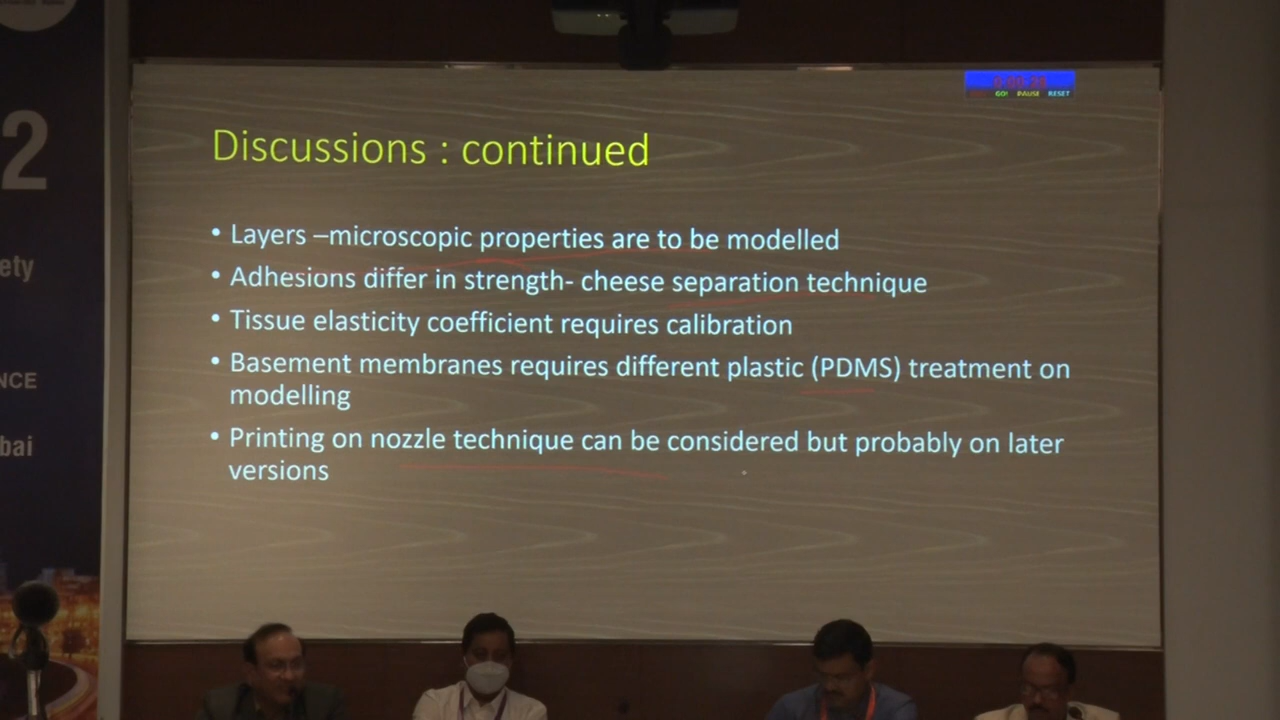 2
ety
NCE
bai
GO! PAUSE RESET
Discussions : continued
• Layers –microscopic properties are to be modelled
• Adhesions differ in strength- cheese separation technique
• Tissue elasticity coefficient requires calibration
• Basement membranes requires different plastic (PDMS) treatment on
modelling
• Printing on nozzle technique can be considered but probably on later
versions